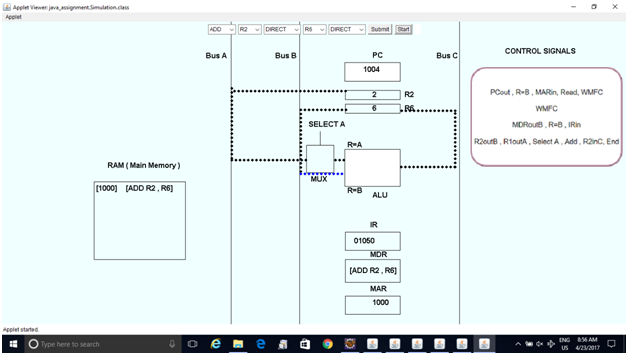 Applet Viewer: java_assignment.Simulation.class
Applet
ADD R2 DIRECT R6 DIRECT Submit Start
Bus A Bus B PC Bus C CONTROL SIGNALS
1004
PCout , R=B , MARin, Read, WMFC
2 R2
WMFC
6 R6
SELECT A
MDRoutB , R=B , IRin
R2outB , R1outA , Select A , Add , R2inC, End
R=A
RAM ( Main Memory )
MUX
[1000] [ADD R2 , R6]
R=B
ALU
IR
01050
MDR
[ADD R2 , R6]
MAR
1000
Applet started.
Type here to search
ENG 8:56 AM
US 4/23/2017